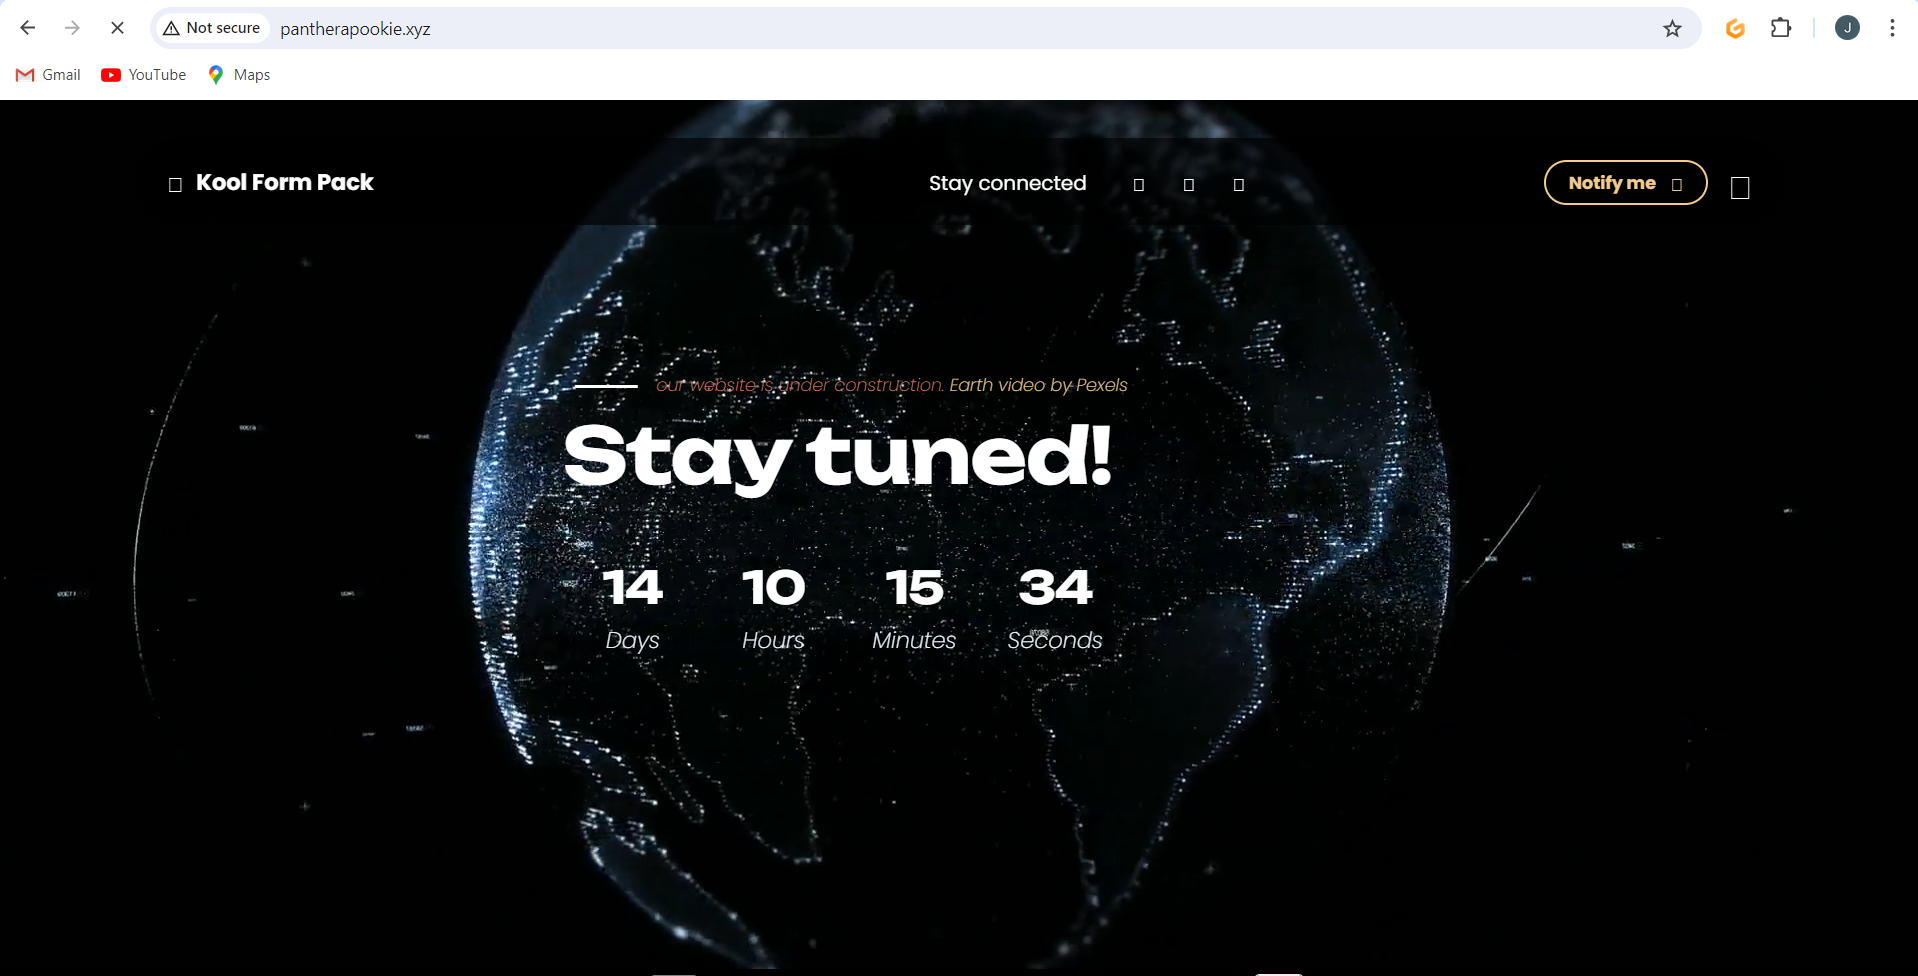 Not secure pantherapookie.xyz
J
Gmail YouTube Maps
Kool Form Pack Stay connected Notify me
our website is under construction. Earth video by Pexels
Stay tuned!
14 10 15 34
Days Hours Minutes Seconds